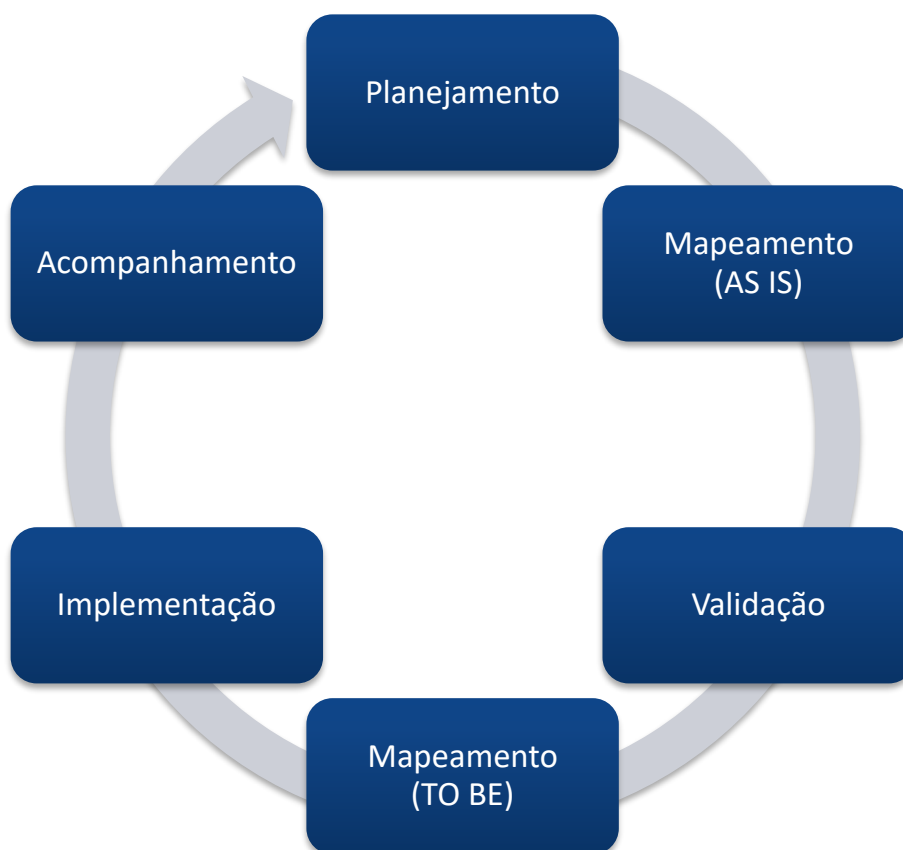 Planejamento
Mapeamento
(AS IS)
Validação
Mapeamento
(TO BE)
Implementação
Acompanhamento